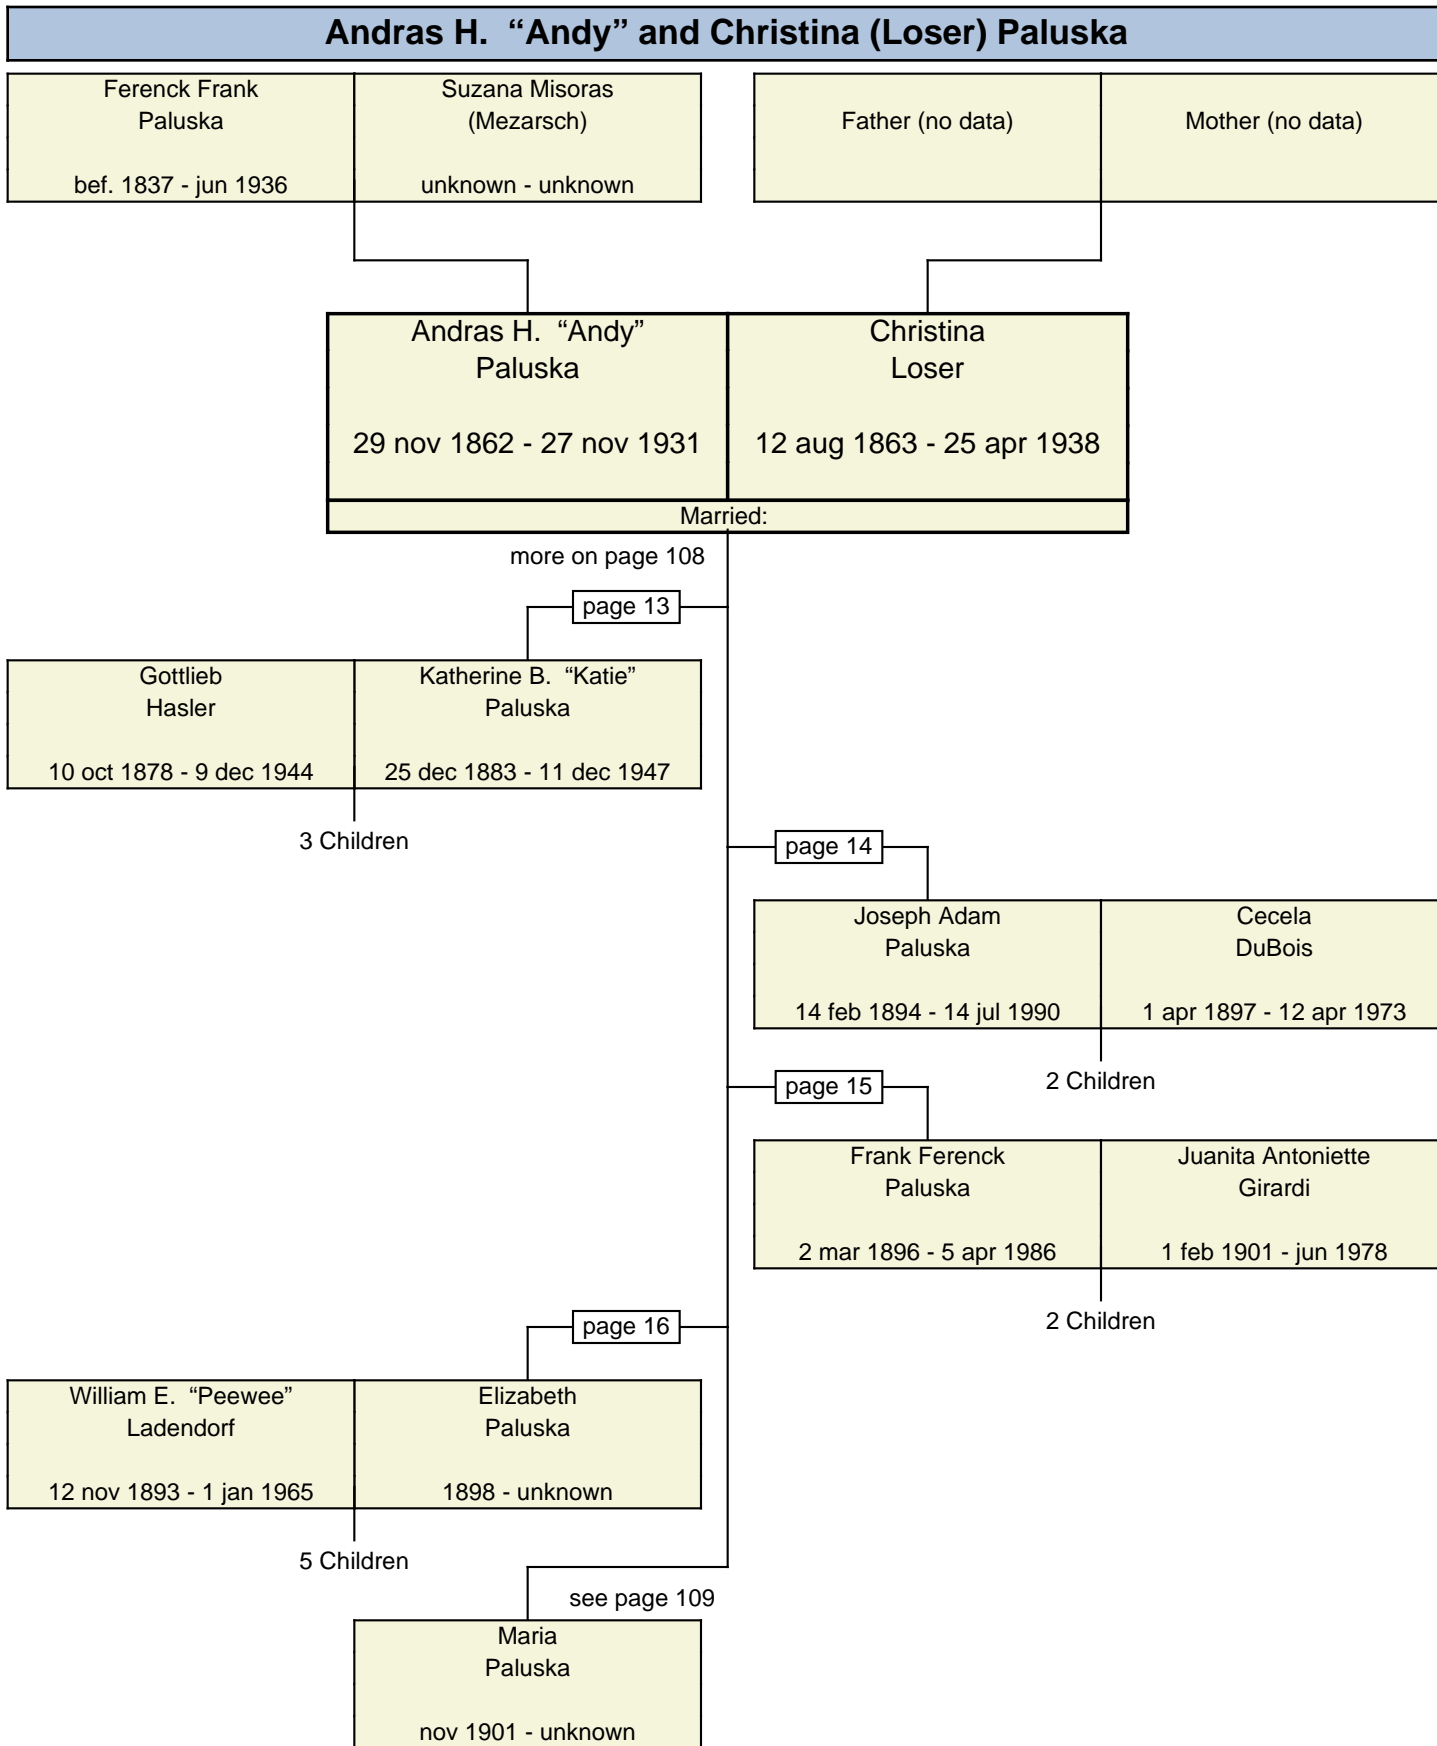 Andras H.  “Andy” and Christina (Loser) Paluska
Ferenck Frank
Paluska
bef. 1837 - jun 1936
Suzana Misoras
(Mezarsch)
unknown - unknown
Father (no data)
Mother (no data)
Andras H.  “Andy”
Paluska
29 nov 1862 - 27 nov 1931
Christina
Loser
12 aug 1863 - 25 apr 1938
Married:
more on page 108
page 13
Gottlieb
Hasler
10 oct 1878 - 9 dec 1944
Katherine B.  “Katie”
Paluska
25 dec 1883 - 11 dec 1947
3 Children
page 14
Joseph Adam
Paluska
14 feb 1894 - 14 jul 1990
Cecela
DuBois
1 apr 1897 - 12 apr 1973
2 Children
page 15
Frank Ferenck
Paluska
2 mar 1896 - 5 apr 1986
Juanita Antoniette
Girardi
1 feb 1901 - jun 1978
2 Children
page 16
William E.  “Peewee”
Ladendorf
12 nov 1893 - 1 jan 1965
Elizabeth
Paluska
1898 - unknown
5 Children
see page 109
Maria
Paluska
nov 1901 - unknown